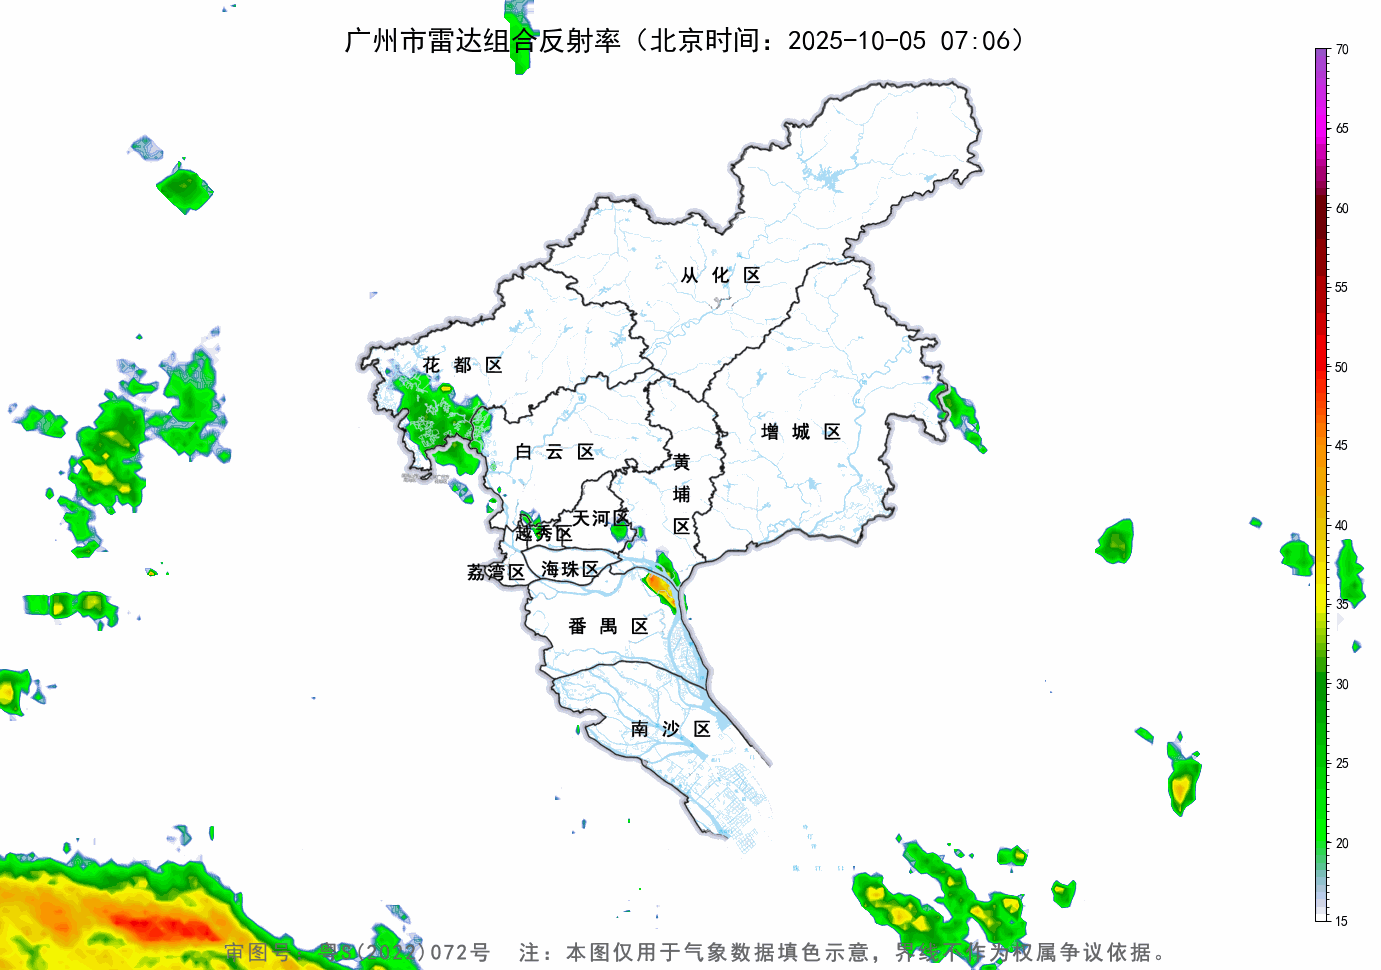 广州市雷达组合反射率（北京时间：2025-10-05 07:06）
70
65
60
55
50
45
40
35
30
25
20
15
从化区
花都区
增城区
白云区
黄埔区
天河区
越秀区
海珠区
荔湾区
番禺区
南沙区
审图号：粤S(2022)072号 注：本图仅用于气象数据填色示意，界线不作为权属争议依据。